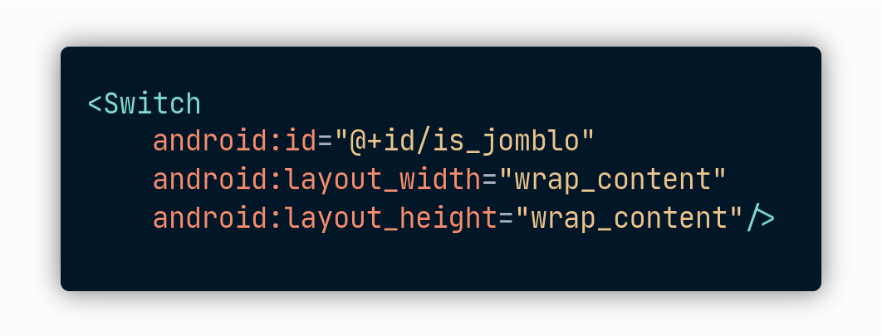 <Switch
android:id="@+id/is_jomblo"
android:layout_width="wrap_content"
android:layout_height="wrap_content"/>